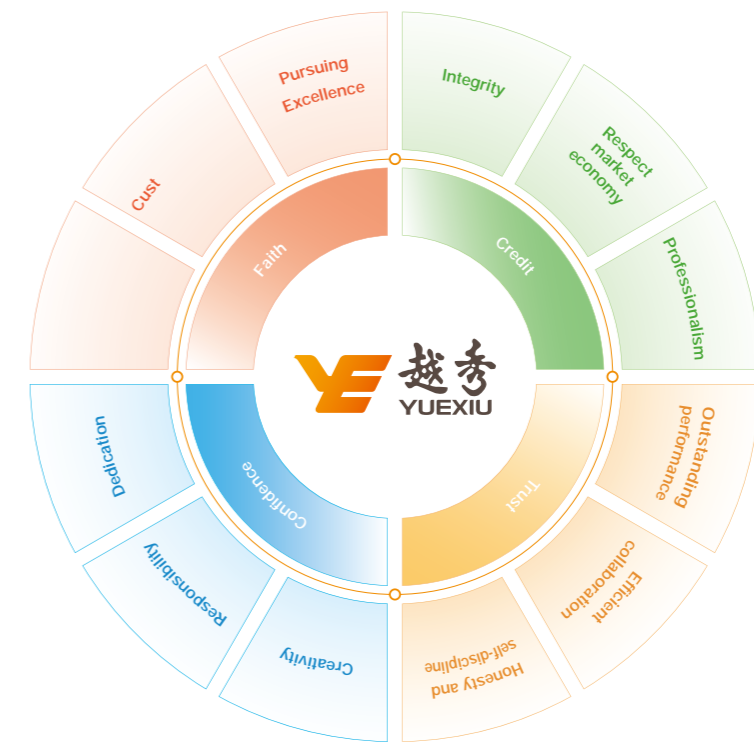 Pursuing
Excellence
Cust
Faith
Integrity
Respect
market
economy
Professionalism
Credit
越秀
YUEXIU
Dedication
Responsibility
Creativity
Confidence
Outstanding
performance
Efficient
collaboration
Honesty and
self-discipline
Trust